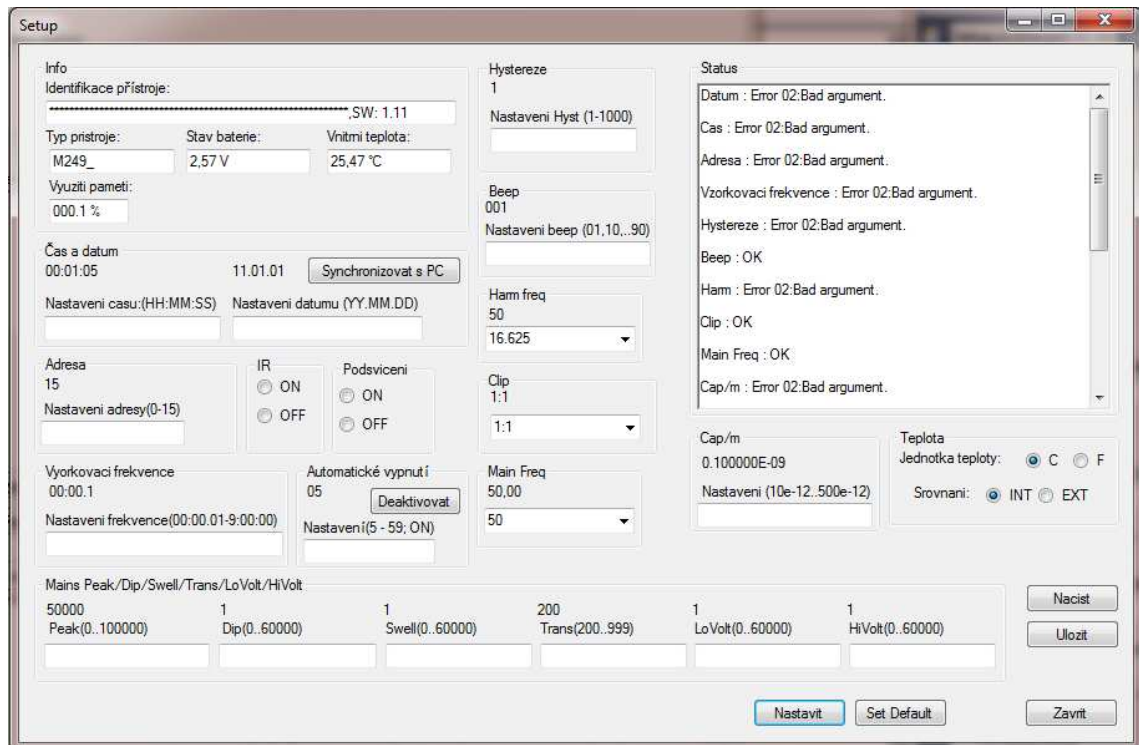 Setup
Info
Identifikace přístroje:
******************************************************************,SW: 1.11
Typ pristroje:
Stav baterie:
Vnitrni teplota:
M249_
2,57 V
25,47 °C
Vyuziti pameti:
000.1 %
Čas a datum
00:01:05
11.01.01
Synchronizovat s PC
Nastaveni casu:(HH:MM:SS)
Nastaveni datumu (YY.MM.DD)
Adresa
15
Nastaveni adresy(0-15)
IR
ON
OFF
Podsviceni
ON
OFF
Vyorkovaci frekvence
00:00.1
Nastaveni frekvence(00:00.01-9:00:00)
Automatické vypnutí
05
Deaktivovat
Nastavení(5 - 59; ON)
Hystereze
1
Nastaveni Hyst (1-1000)
Beep
001
Nastaveni beep (01,10,..90)
Harm freq
50
16.625
Clip
1:1
1:1
Main Freq
50,00
50
Status
Datum : Error 02:Bad argument.
Cas : Error 02:Bad argument.
Adresa : Error 02:Bad argument.
Vzorkovaci frekvence : Error 02:Bad argument.
Hystereze : Error 02:Bad argument.
Beep : OK
Harm : Error 02:Bad argument.
Clip : OK
Main Freq : OK
Cap/m : Error 02:Bad argument.
Cap/m
0.100000E-09
Nastaveni (10e-12..500e-12)
Teplota
Jednotka teploty:
C
F
Srovnani:
INT
EXT
Mains Peak/Dip/Swell/Trans/LoVolt/HiVolt
50000
1
1
200
1
1
Peak(0..100000)
Dip(0..60000)
Swell(0..60000)
Trans(200..999)
LoVolt(0..60000)
HiVolt(0..60000)
Nacist
Ulozit
Nastavit
Set Default
Zavrit